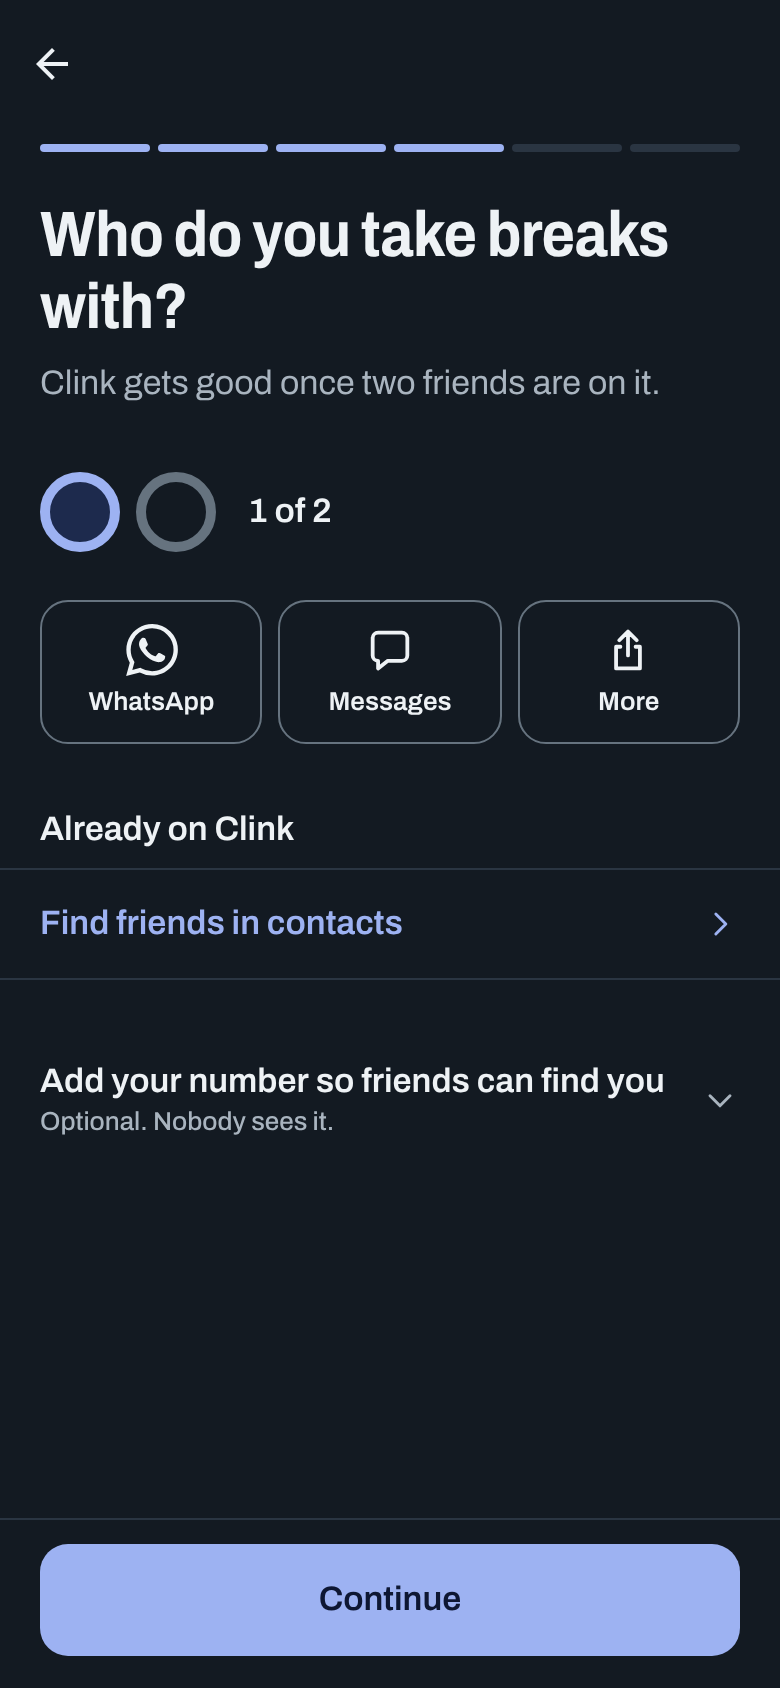 Who do you take breaks
with?
Clink gets good once two friends are on it.
1 of 2
WhatsApp
Messages
More
Already on Clink
Find friends in contacts
Add your number so friends can find you
Optional. Nobody sees it.
Continue